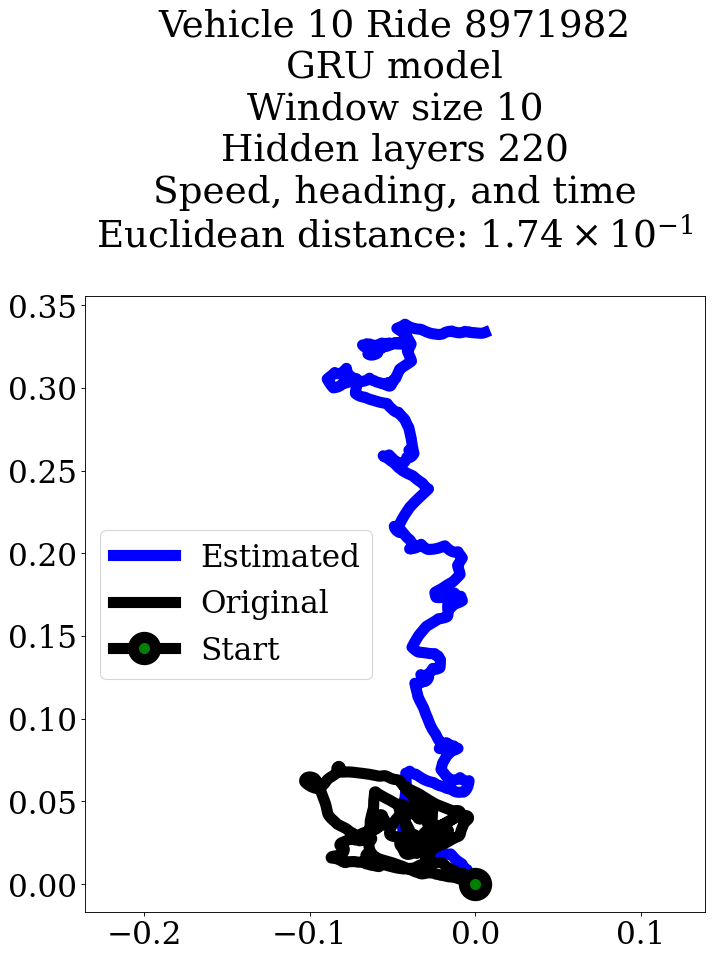 Vehicle 10 Ride 8971982
GRU model
Window size 10
Hidden layers 220
Speed, heading, and time
Euclidean distance: 1.74 × 10⁻¹
0.35
0.30
0.25
0.20
0.15
0.10
0.05
0.00
Estimated
Original
Start
−0.2 −0.1 0.0 0.1